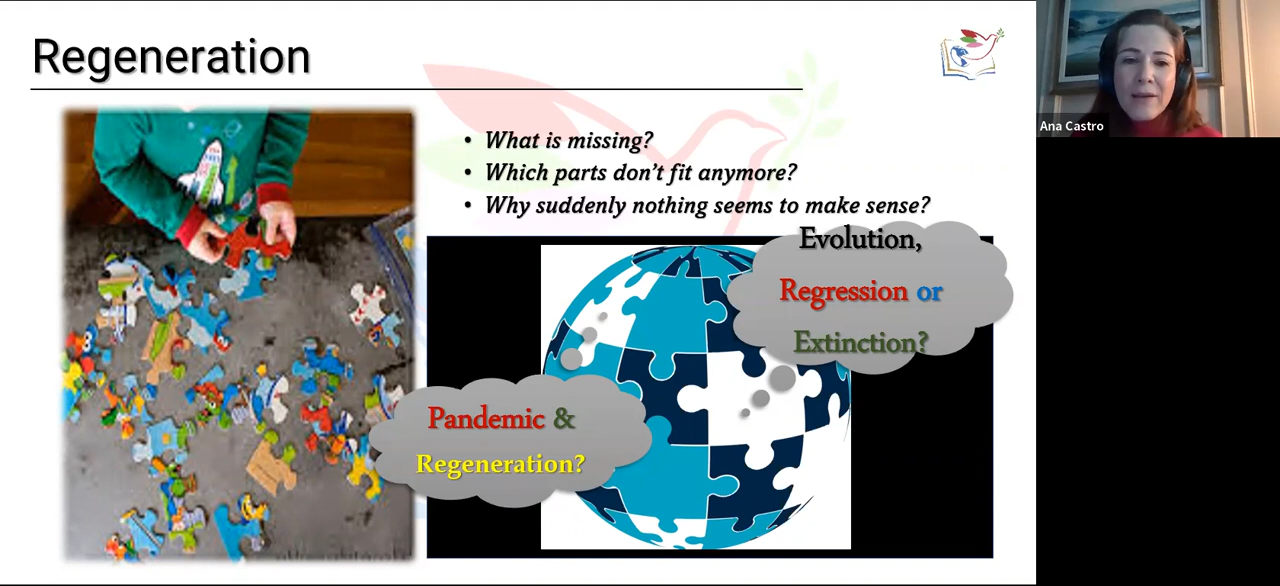 Regeneration
• What is missing?
• Which parts don't fit anymore?
• Why suddenly nothing seems to make sense?
Evolution,
Regression or
Extinction?
Pandemic &
Regeneration?
Ana Castro